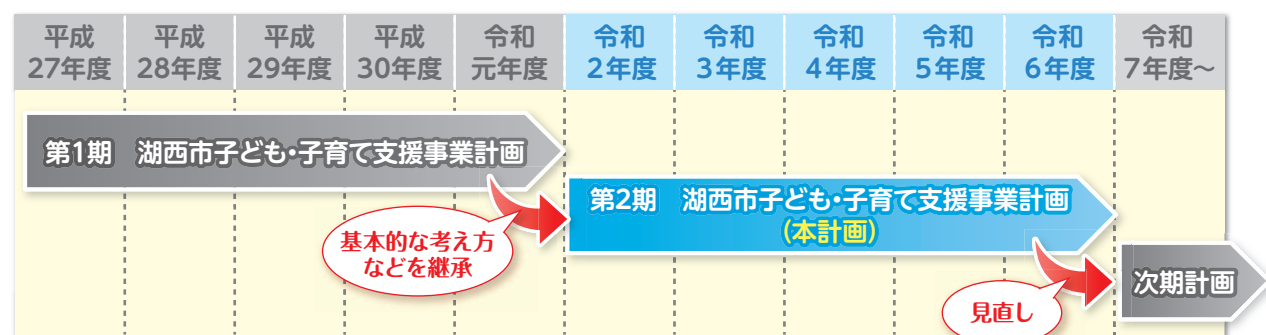 平成
27年度
平成
28年度
平成
29年度
平成
30年度
令和
元年度
令和
2年度
令和
3年度
令和
4年度
令和
5年度
令和
6年度
令和
7年度～
第1期　湖西市子ども・子育て支援事業計画
第2期　湖西市子ども・子育て支援事業計画
(本計画)
基本的な考え方
などを継承
次期計画
見直し